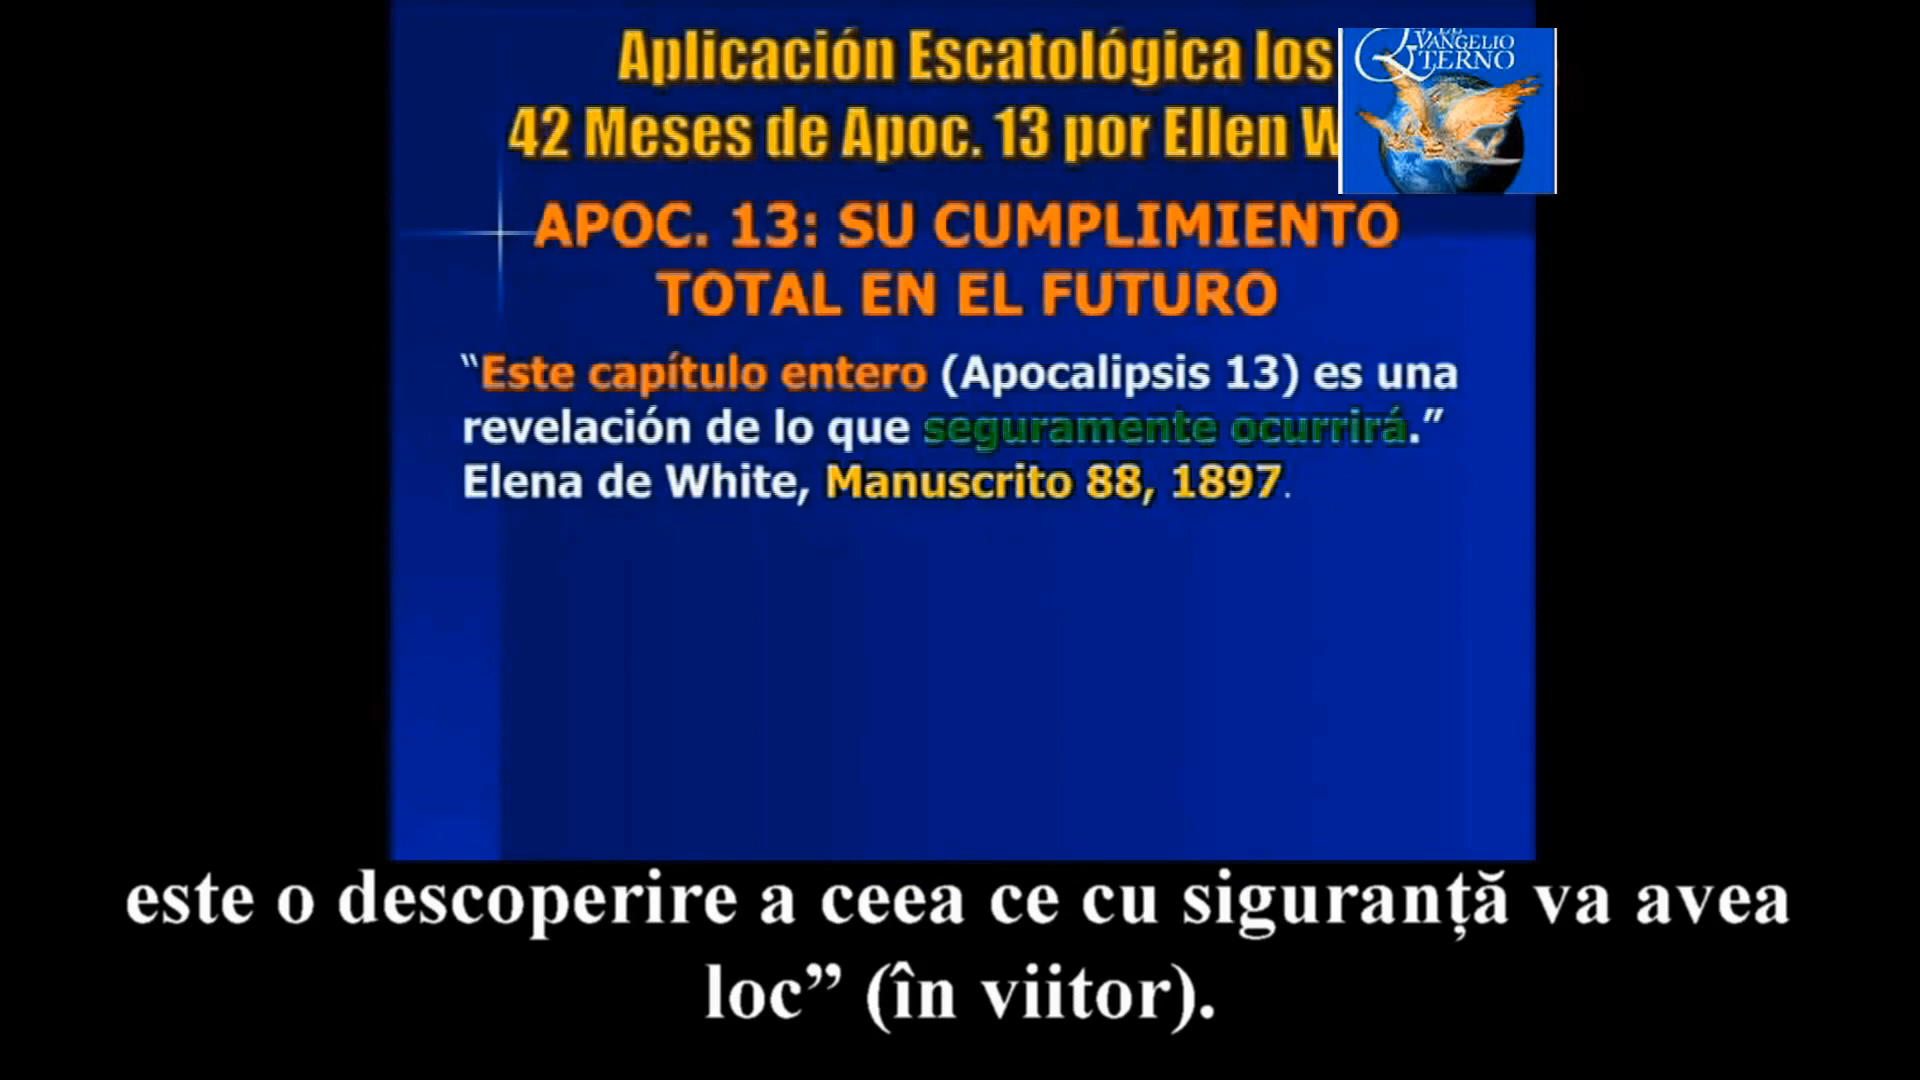 Aplicación Escatológica los
42 Meses de Apoc. 13 por Ellen
VANGELIO
TERNO
APOC. 13: SU CUMPLIMIENTO
TOTAL EN EL FUTURO
“Este capítulo entero (Apocalipsis 13) es una
revelación de lo que seguramente ocurrirá.”
Elena de White, Manuscrito 88, 1897.
este o descoperire a ceea ce cu siguranță va avea
loc” (în viitor).